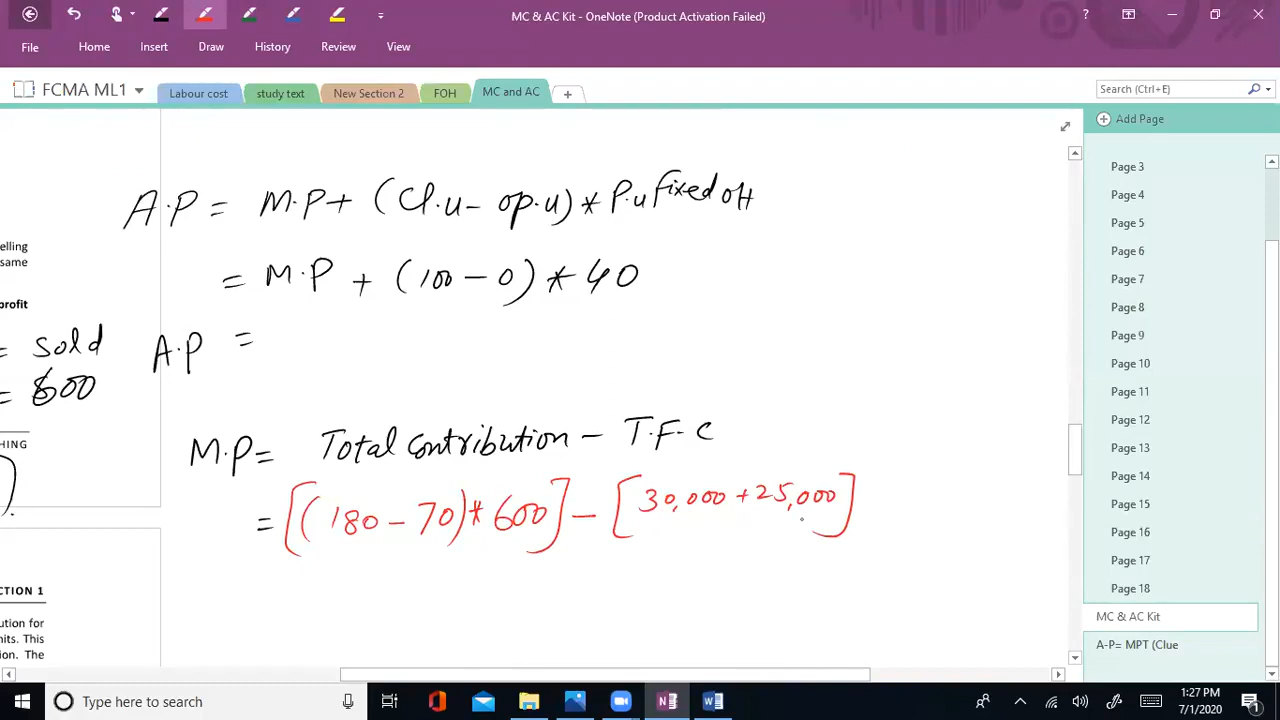 MC & AC Kit - OneNote (Product Activation Failed)
?
File Home Insert Draw History Review View
FCMA ML1 Labour cost study text New Section 2 FOH MC and AC
Search (Ctrl+E)
Add Page
Page 3
Page 4
Page 5
Page 6
Page 7
Page 8
Page 9
Page 10
Page 11
Page 12
Page 13
Page 14
Page 15
Page 16
Page 17
Page 18
MC & AC Kit
A-P= MPT (Clue
elling
same
profit
= sold
= 600
HING
)
CTION 1
ution for
nits. This
on. The
A.P = M.P + (Cl.u - op.u) * P.u fixed oH
= M.P + (100 - 0) * 40
A.P =
M.P = Total contribution - T.F.C
= [(180 - 70) * 600] - [30,000 + 25,000]
Type here to search
1:27 PM
7/1/2020
1